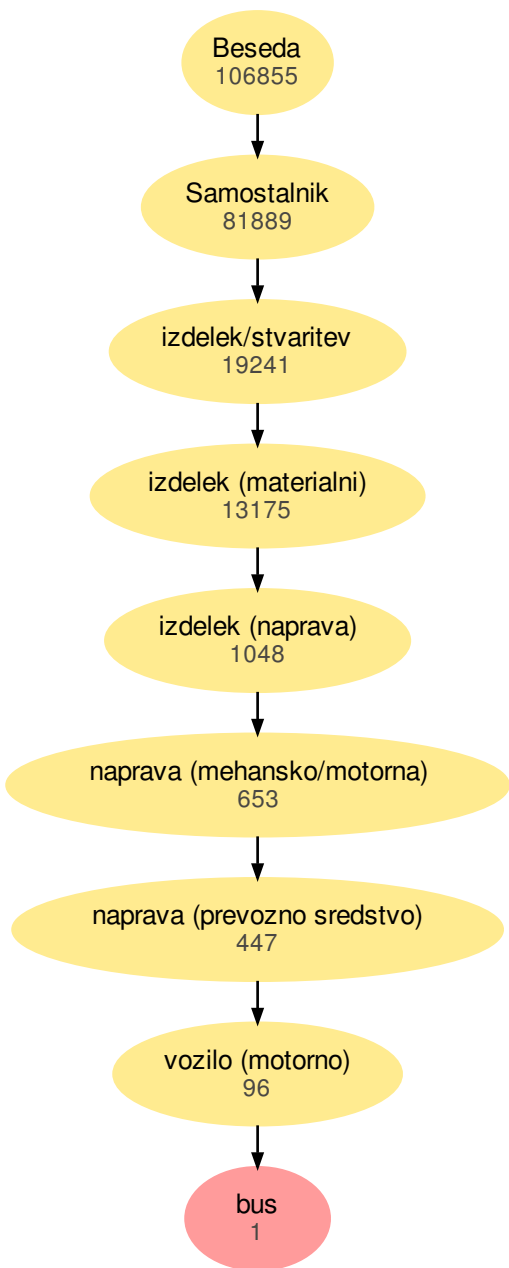 Beseda
106855
Samostalnik
81889
izdelek/stvaritev
19241
izdelek (materialni)
13175
izdelek (naprava)
1048
naprava (mehansko/motorna)
653
naprava (prevozno sredstvo)
447
vozilo (motorno)
96
bus
1